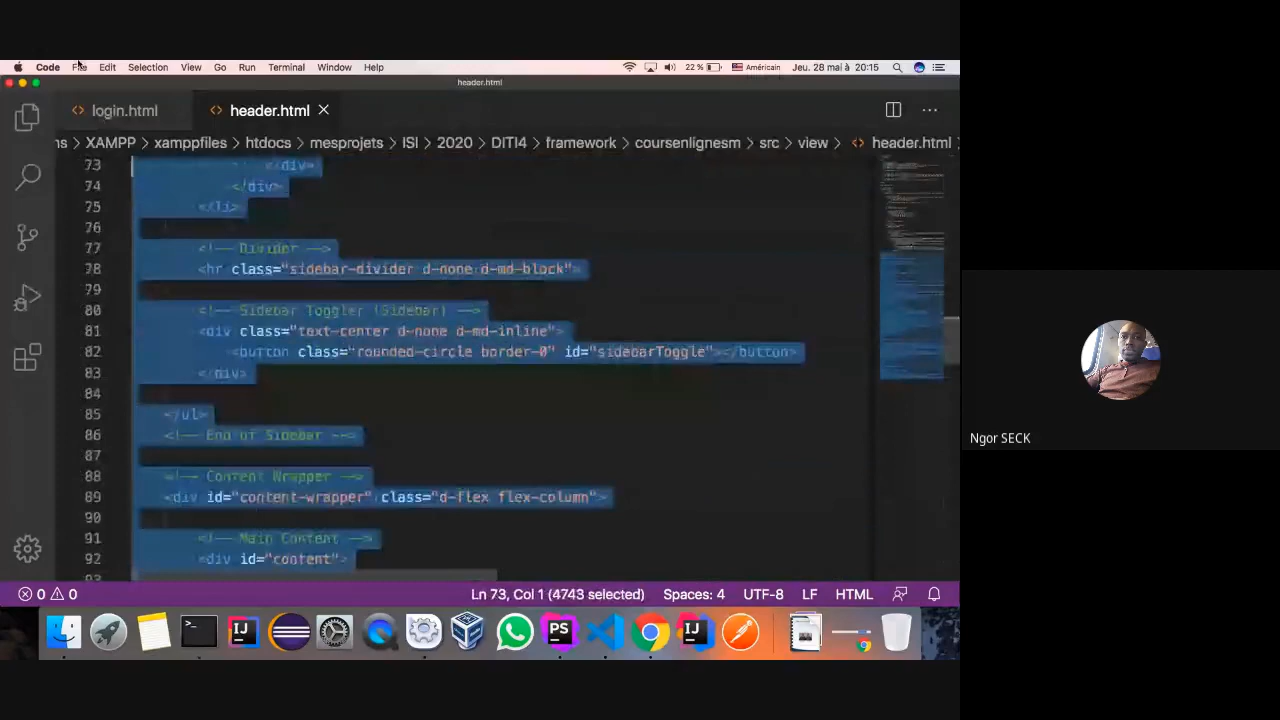 Code File Edit Selection View Go Run Terminal Window Help 22 % Américain Jeu. 28 mai à 20:15
header.html
login.html header.html
ns > XAMPP > xamppfiles > htdocs > mesprojets > ISI > 2020 > DITI4 > framework > coursenlignesm > src > view > header.html
73 </div>
74 </div>
75 </li>
76
77 <!-- Divider -->
78 <hr class="sidebar-divider d-none d-md-block">
79
80 <!-- Sidebar Toggler (Sidebar) -->
81 <div class="text-center d-none d-md-inline">
82 <button class="rounded-circle border-0" id="sidebarToggle"></button>
83 </div>
84
85 </ul>
86 <!-- End of Sidebar -->
87
88 <!-- Content Wrapper -->
89 <div id="content-wrapper" class="d-flex flex-column">
90
91 <!-- Main Content -->
92 <div id="content">
93
0 0 Ln 73, Col 1 (4743 selected) Spaces: 4 UTF-8 LF HTML
IJ PS IJ
Ngor SECK